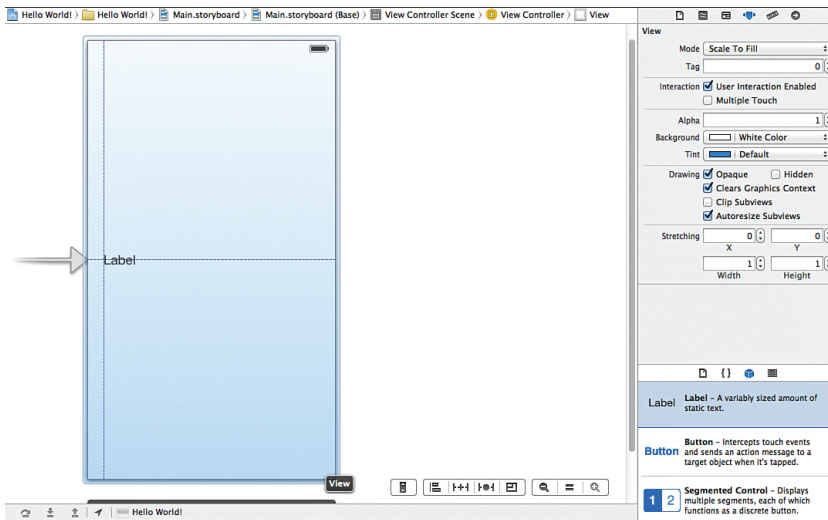 Hello World! › Hello World! › Main.storyboard › Main.storyboard (Base) › View Controller Scene › View Controller › View
Label
View
Hello World!
View
Mode Scale To Fill
Tag 0
Interaction User Interaction Enabled
Multiple Touch
Alpha 1
Background White Color
Tint Default
Drawing Opaque Hidden
Clears Graphics Context
Clip Subviews
Autoresize Subviews
Stretching 0 0
X Y
1 1
Width Height
{ }
Label Label – A variably sized amount of
static text.
Button Button – Intercepts touch events
and sends an action message to a
target object when it's tapped.
1 2 Segmented Control – Displays
multiple segments, each of which
functions as a discrete button.